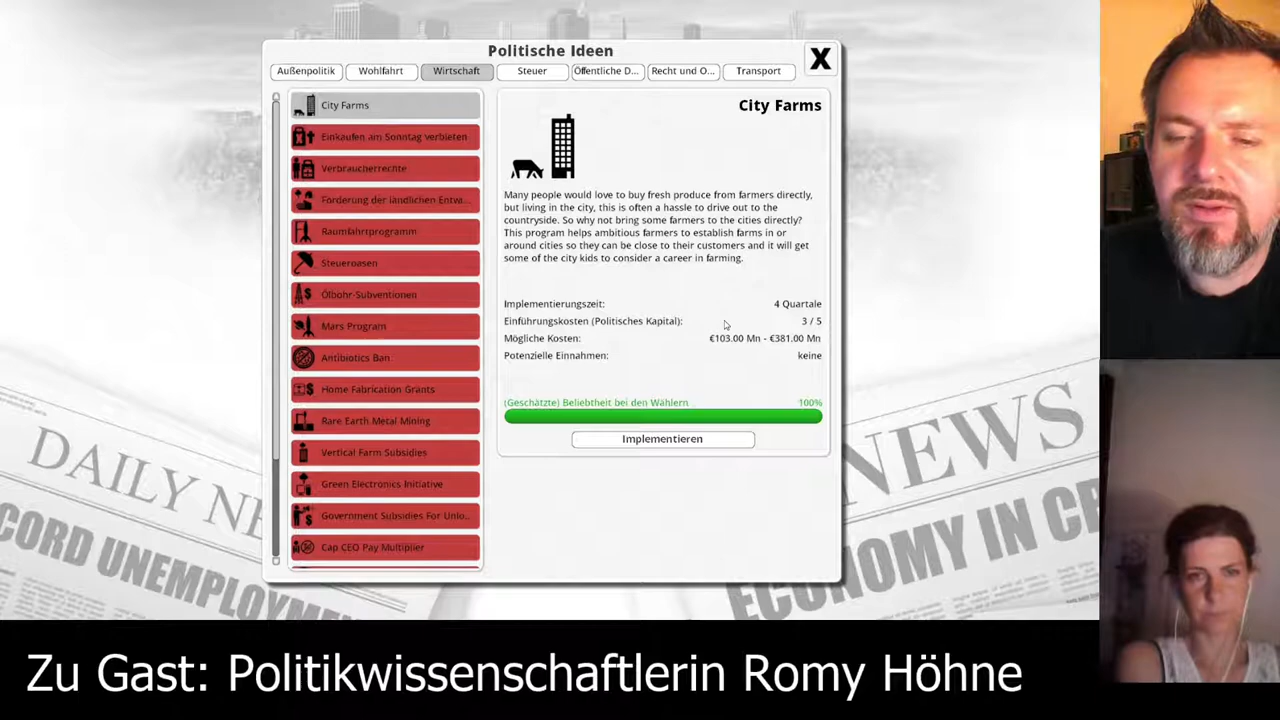 Politische Ideen
X
Außenpolitik
Wohlfahrt
Wirtschaft
Steuer
Öffentliche D...
Recht und O...
Transport
City Farms
Einkaufen am Sonntag verbieten
Verbraucherrechte
Förderung der ländlichen Entwi...
Raumfahrtprogramm
Steueroasen
Ölbohr-Subventionen
Mars Program
Antibiotics Ban
Home Fabrication Grants
Rare Earth Metal Mining
Vertical Farm Subsidies
Green Electronics Initiative
Government Subsidies For Unio...
Cap CEO Pay Multiplier
City Farms
Many people would love to buy fresh produce from farmers directly,
but living in the city, this is often a hassle to drive out to the
countryside. So why not bring some farmers to the cities directly?
This program helps ambitious farmers to establish farms in or
around cities so they can be close to their customers and it will get
some of the city kids to consider a career in farming.
Implementierungszeit: 4 Quartale
Einführungskosten (Politisches Kapital): 3 / 5
Mögliche Kosten: €103.00 Mn - €381.00 Mn
Potenzielle Einnahmen: keine
(Geschätzte) Beliebtheit bei den Wählern 100%
Implementieren
DAILY NE
NEWS
CORD UNEMPLOYME
ECONOMY IN CR
Zu Gast: Politikwissenschaftlerin Romy Höhne